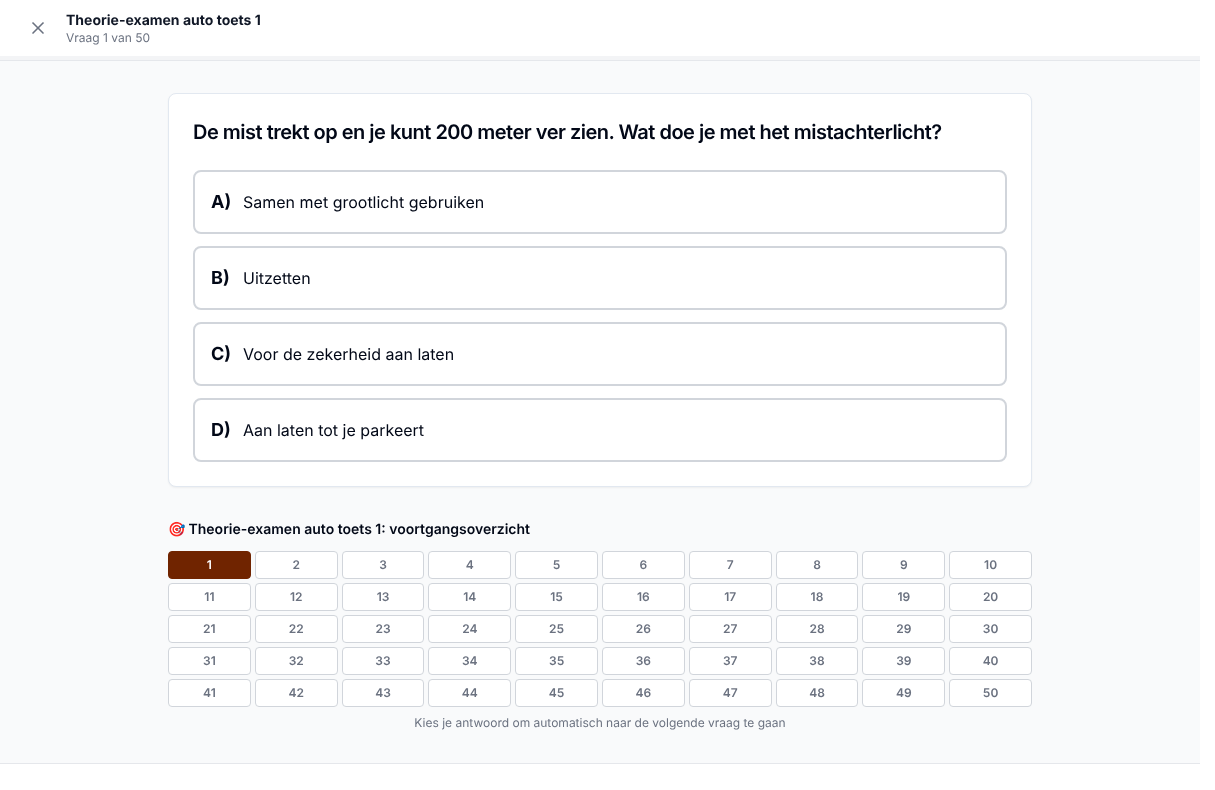 Theorie-examen auto toets 1
Vraag 1 van 50
De mist trekt op en je kunt 200 meter ver zien. Wat doe je met het mistachterlicht?
A) Samen met grootlicht gebruiken
B) Uitzetten
C) Voor de zekerheid aan laten
D) Aan laten tot je parkeert
🎯 Theorie-examen auto toets 1: voortgangsoverzicht
1 2 3 4 5 6 7 8 9 10
11 12 13 14 15 16 17 18 19 20
21 22 23 24 25 26 27 28 29 30
31 32 33 34 35 36 37 38 39 40
41 42 43 44 45 46 47 48 49 50
Kies je antwoord om automatisch naar de volgende vraag te gaan